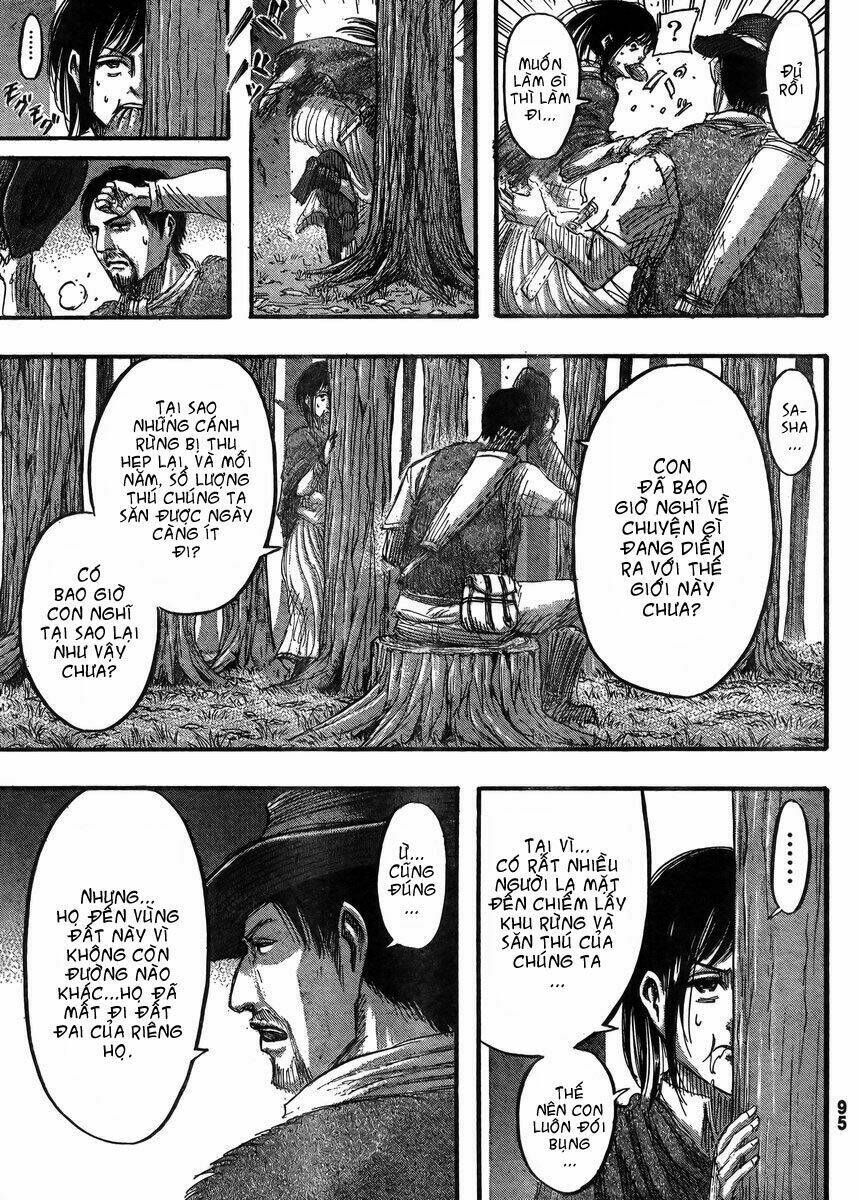 ĐỦ
RỒI
?
MUỐN
LÀM GÌ
THÌ LÀM
ĐI...
......
SA-
SHA
...
CON
ĐÃ BAO
GIỜ NGHĨ VỀ
CHUYỆN GÌ
ĐANG DIỄN
RA VỚI THẾ
GIỚI NÀY
CHƯA?
TẠI SAO
NHỮNG CÁNH
RỪNG BỊ THU
HẸP LẠI, VÀ MỖI
NĂM, SỐ LƯỢNG
THÚ CHÚNG TA
SĂN ĐƯỢC NGÀY
CÀNG ÍT
ĐI?
CÓ
BAO GIỜ
CON NGHĨ
TẠI SAO LẠI
NHƯ VẬY
CHƯA?
......
TẠI VÌ...
CÓ RẤT NHIỀU
NGƯỜI LẠ MẶT
ĐẾN CHIẾM LẤY
KHU RỪNG VÀ
SĂN THÚ CỦA
CHÚNG TA
...
THẾ
NÊN CON
LUÔN ĐÓI
BỤNG
...
Ừ...
CŨNG
ĐÚNG
...
NHƯNG...
HỌ ĐẾN VÙNG
ĐẤT NÀY VÌ
KHÔNG CÒN
ĐƯỜNG NÀO
KHÁC...HỌ ĐÃ
MẤT ĐI ĐẤT
ĐAI CỦA RIÊNG
HỌ.
95